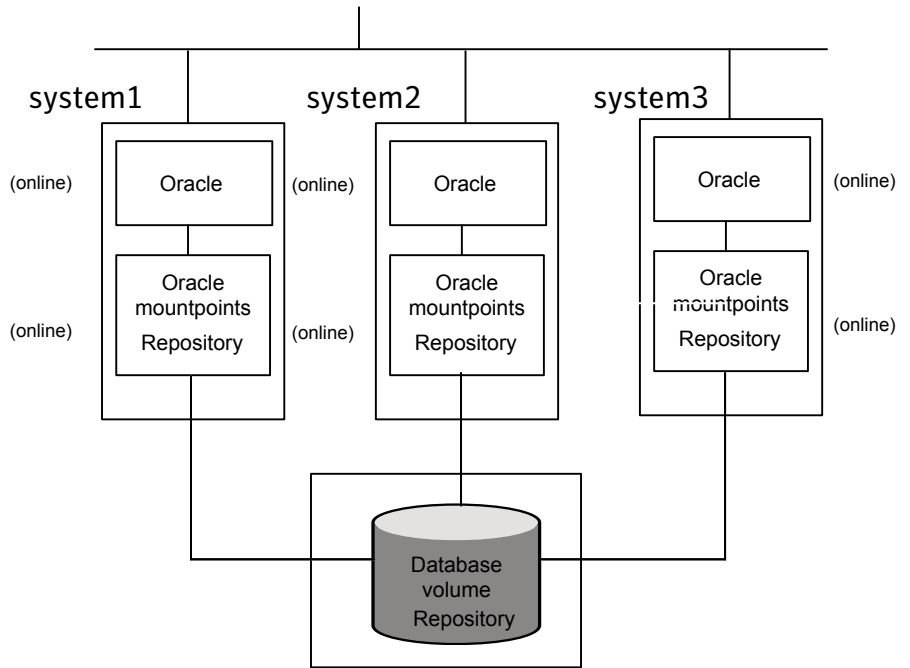 system1
system2
system3
(online)
Oracle
(online)
Oracle
Oracle
(online)
(online)
Oracle
mountpoints
Repository
(online)
Oracle
mountpoints
Repository
Oracle
mountpoints
Repository
(online)
Database
volume
Repository